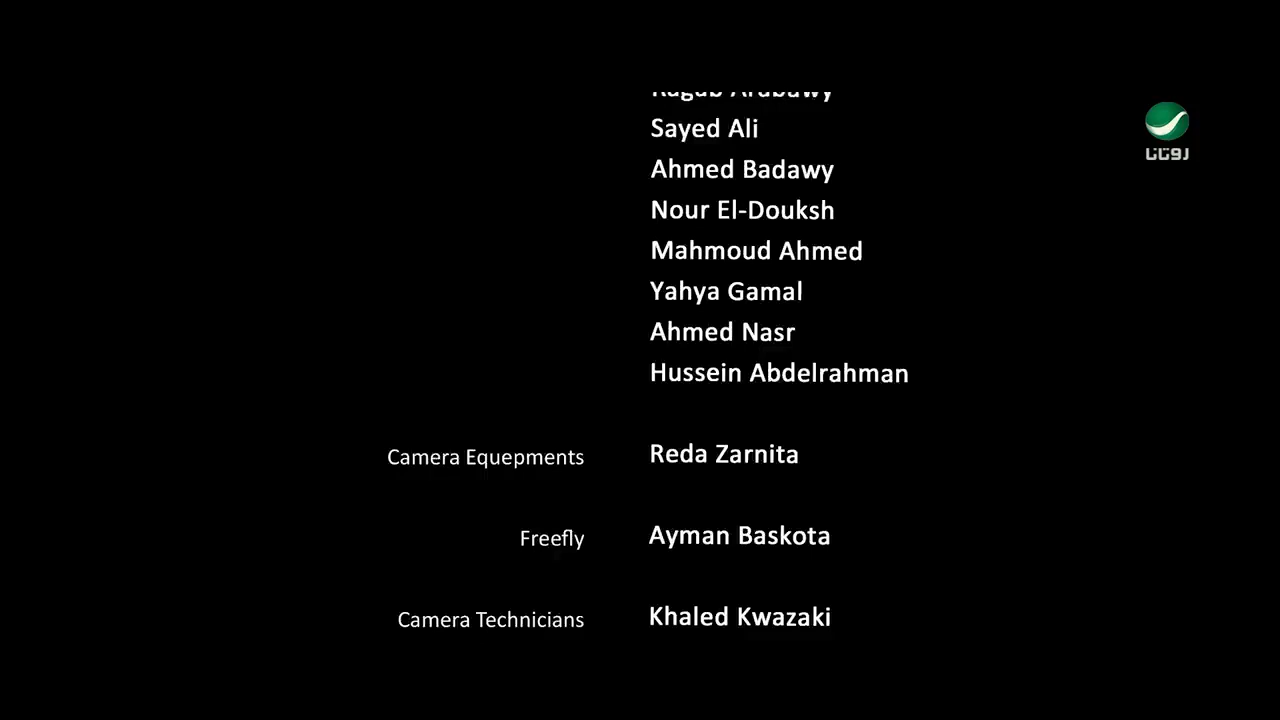 Sayed Ali
Ahmed Badawy
Nour El-Douksh
Mahmoud Ahmed
Yahya Gamal
Ahmed Nasr
Hussein Abdelrahman
Camera Equepments Reda Zarnita
Freefly Ayman Baskota
Camera Technicians Khaled Kwazaki
روتانا